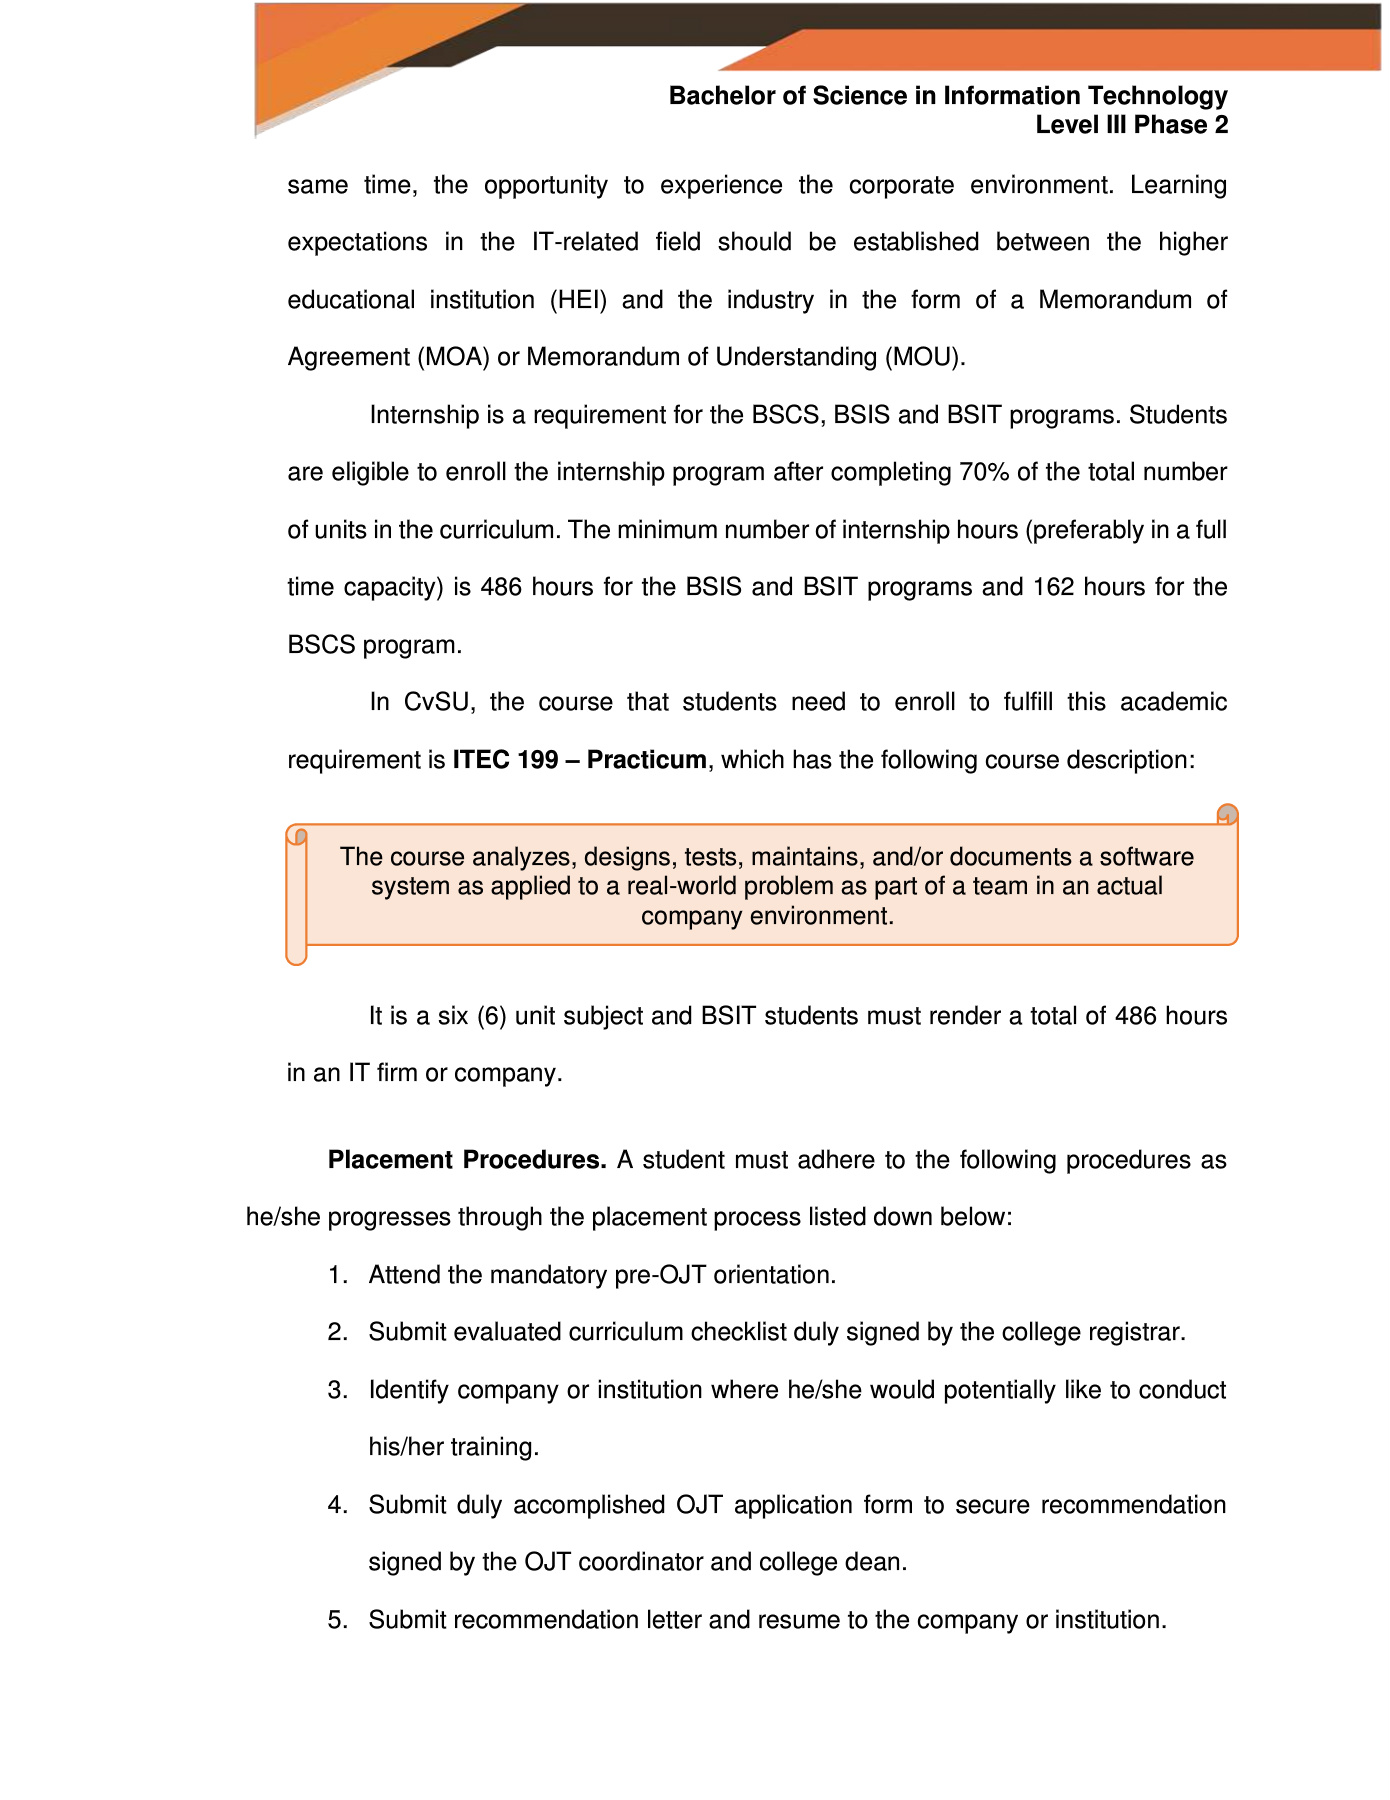 Bachelor of Science in Information Technology
Level III Phase 2
same time, the opportunity to experience the corporate environment. Learning
expectations in the IT-related field should be established between the higher
educational institution (HEI) and the industry in the form of a Memorandum of
Agreement (MOA) or Memorandum of Understanding (MOU).
Internship is a requirement for the BSCS, BSIS and BSIT programs. Students
are eligible to enroll the internship program after completing 70% of the total number
of units in the curriculum. The minimum number of internship hours (preferably in a full
time capacity) is 486 hours for the BSIS and BSIT programs and 162 hours for the
BSCS program.
In CvSU, the course that students need to enroll to fulfill this academic
requirement is ITEC 199 – Practicum, which has the following course description:
The course analyzes, designs, tests, maintains, and/or documents a software
system as applied to a real-world problem as part of a team in an actual
company environment.
It is a six (6) unit subject and BSIT students must render a total of 486 hours
in an IT firm or company.
Placement Procedures. A student must adhere to the following procedures as
he/she progresses through the placement process listed down below:
1. Attend the mandatory pre-OJT orientation.
2. Submit evaluated curriculum checklist duly signed by the college registrar.
3. Identify company or institution where he/she would potentially like to conduct
his/her training.
4. Submit duly accomplished OJT application form to secure recommendation
signed by the OJT coordinator and college dean.
5. Submit recommendation letter and resume to the company or institution.